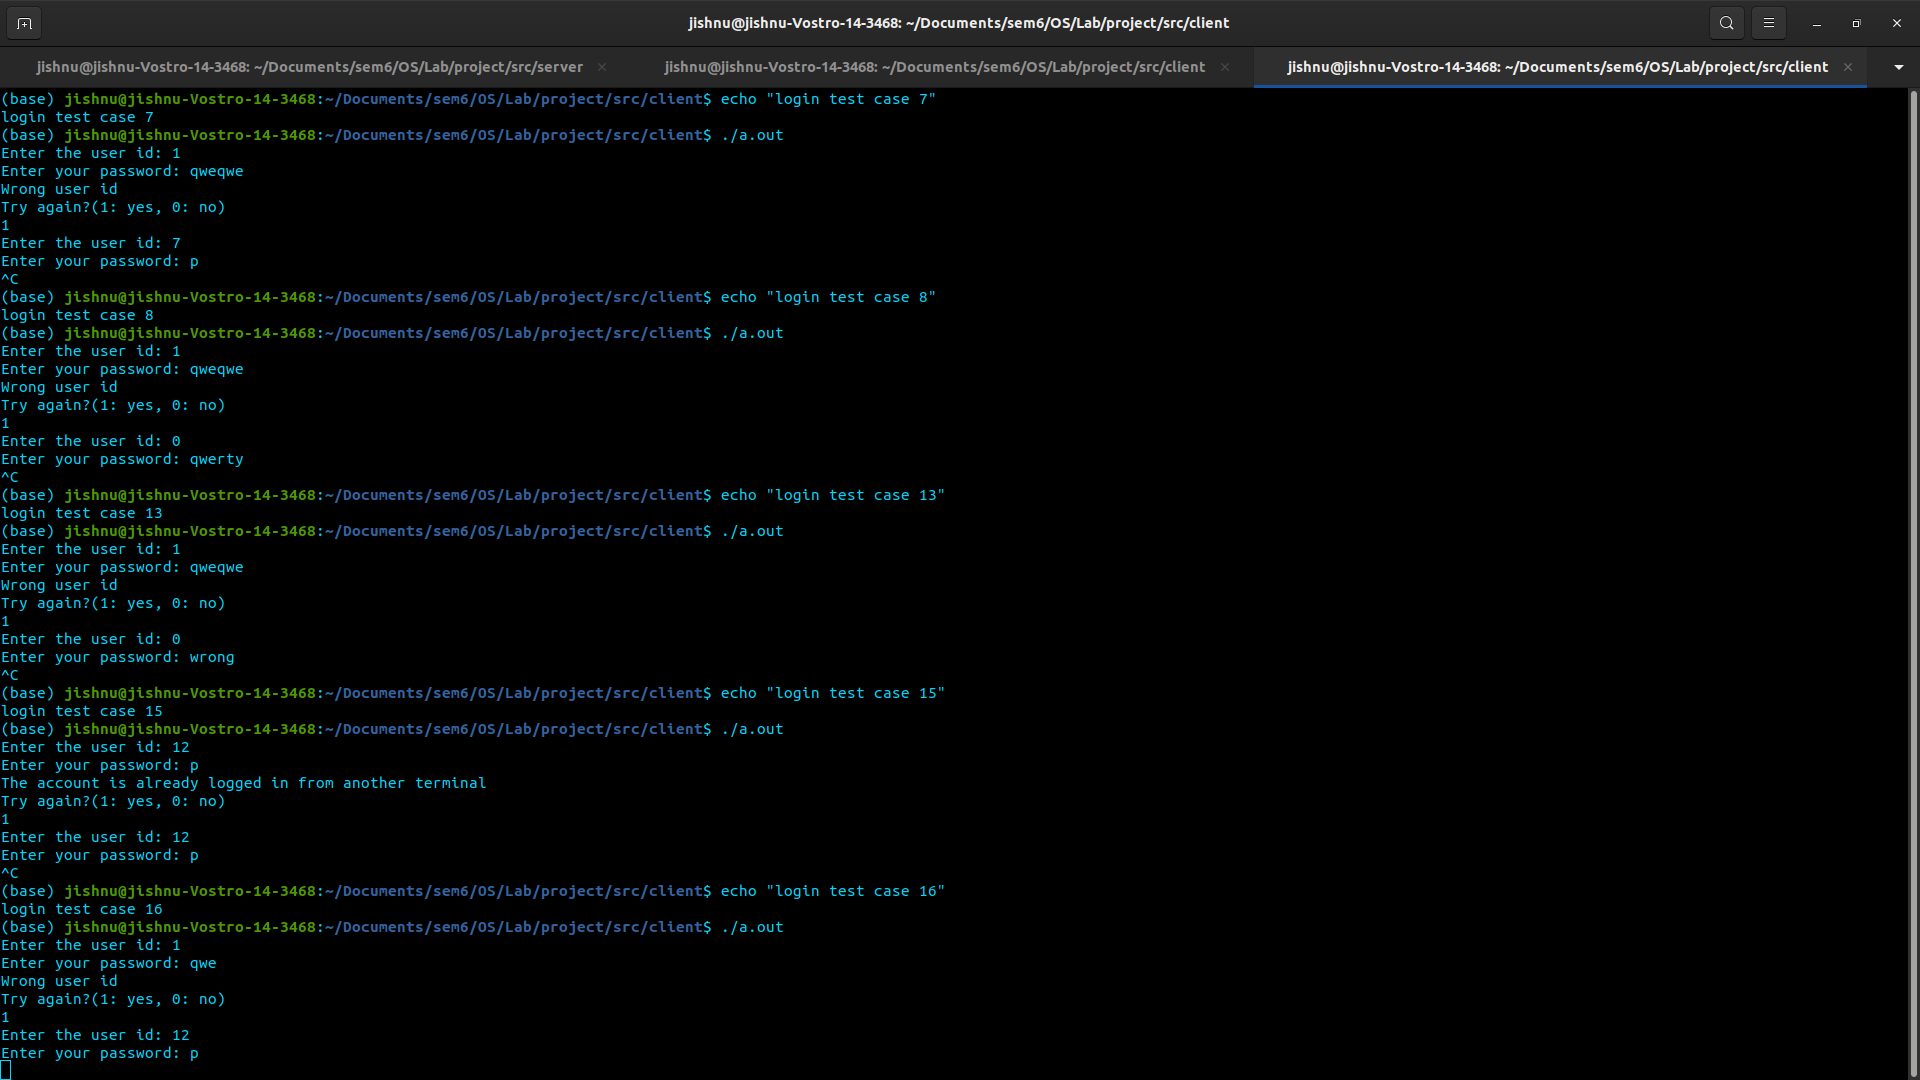 jishnu@jishnu-Vostro-14-3468: ~/Documents/sem6/OS/Lab/project/src/client
jishnu@jishnu-Vostro-14-3468: ~/Documents/sem6/OS/Lab/project/src/server
jishnu@jishnu-Vostro-14-3468: ~/Documents/sem6/OS/Lab/project/src/client
jishnu@jishnu-Vostro-14-3468: ~/Documents/sem6/OS/Lab/project/src/client
(base) jishnu@jishnu-Vostro-14-3468:~/Documents/sem6/OS/Lab/project/src/client$ echo "login test case 7"
login test case 7
(base) jishnu@jishnu-Vostro-14-3468:~/Documents/sem6/OS/Lab/project/src/client$ ./a.out
Enter the user id: 1
Enter your password: qweqwe
Wrong user id
Try again?(1: yes, 0: no)
1
Enter the user id: 7
Enter your password: p
^C
(base) jishnu@jishnu-Vostro-14-3468:~/Documents/sem6/OS/Lab/project/src/client$ echo "login test case 8"
login test case 8
(base) jishnu@jishnu-Vostro-14-3468:~/Documents/sem6/OS/Lab/project/src/client$ ./a.out
Enter the user id: 1
Enter your password: qweqwe
Wrong user id
Try again?(1: yes, 0: no)
1
Enter the user id: 0
Enter your password: qwerty
^C
(base) jishnu@jishnu-Vostro-14-3468:~/Documents/sem6/OS/Lab/project/src/client$ echo "login test case 13"
login test case 13
(base) jishnu@jishnu-Vostro-14-3468:~/Documents/sem6/OS/Lab/project/src/client$ ./a.out
Enter the user id: 1
Enter your password: qweqwe
Wrong user id
Try again?(1: yes, 0: no)
1
Enter the user id: 0
Enter your password: wrong
^C
(base) jishnu@jishnu-Vostro-14-3468:~/Documents/sem6/OS/Lab/project/src/client$ echo "login test case 15"
login test case 15
(base) jishnu@jishnu-Vostro-14-3468:~/Documents/sem6/OS/Lab/project/src/client$ ./a.out
Enter the user id: 12
Enter your password: p
The account is already logged in from another terminal
Try again?(1: yes, 0: no)
1
Enter the user id: 12
Enter your password: p
^C
(base) jishnu@jishnu-Vostro-14-3468:~/Documents/sem6/OS/Lab/project/src/client$ echo "login test case 16"
login test case 16
(base) jishnu@jishnu-Vostro-14-3468:~/Documents/sem6/OS/Lab/project/src/client$ ./a.out
Enter the user id: 1
Enter your password: qwe
Wrong user id
Try again?(1: yes, 0: no)
1
Enter the user id: 12
Enter your password: p